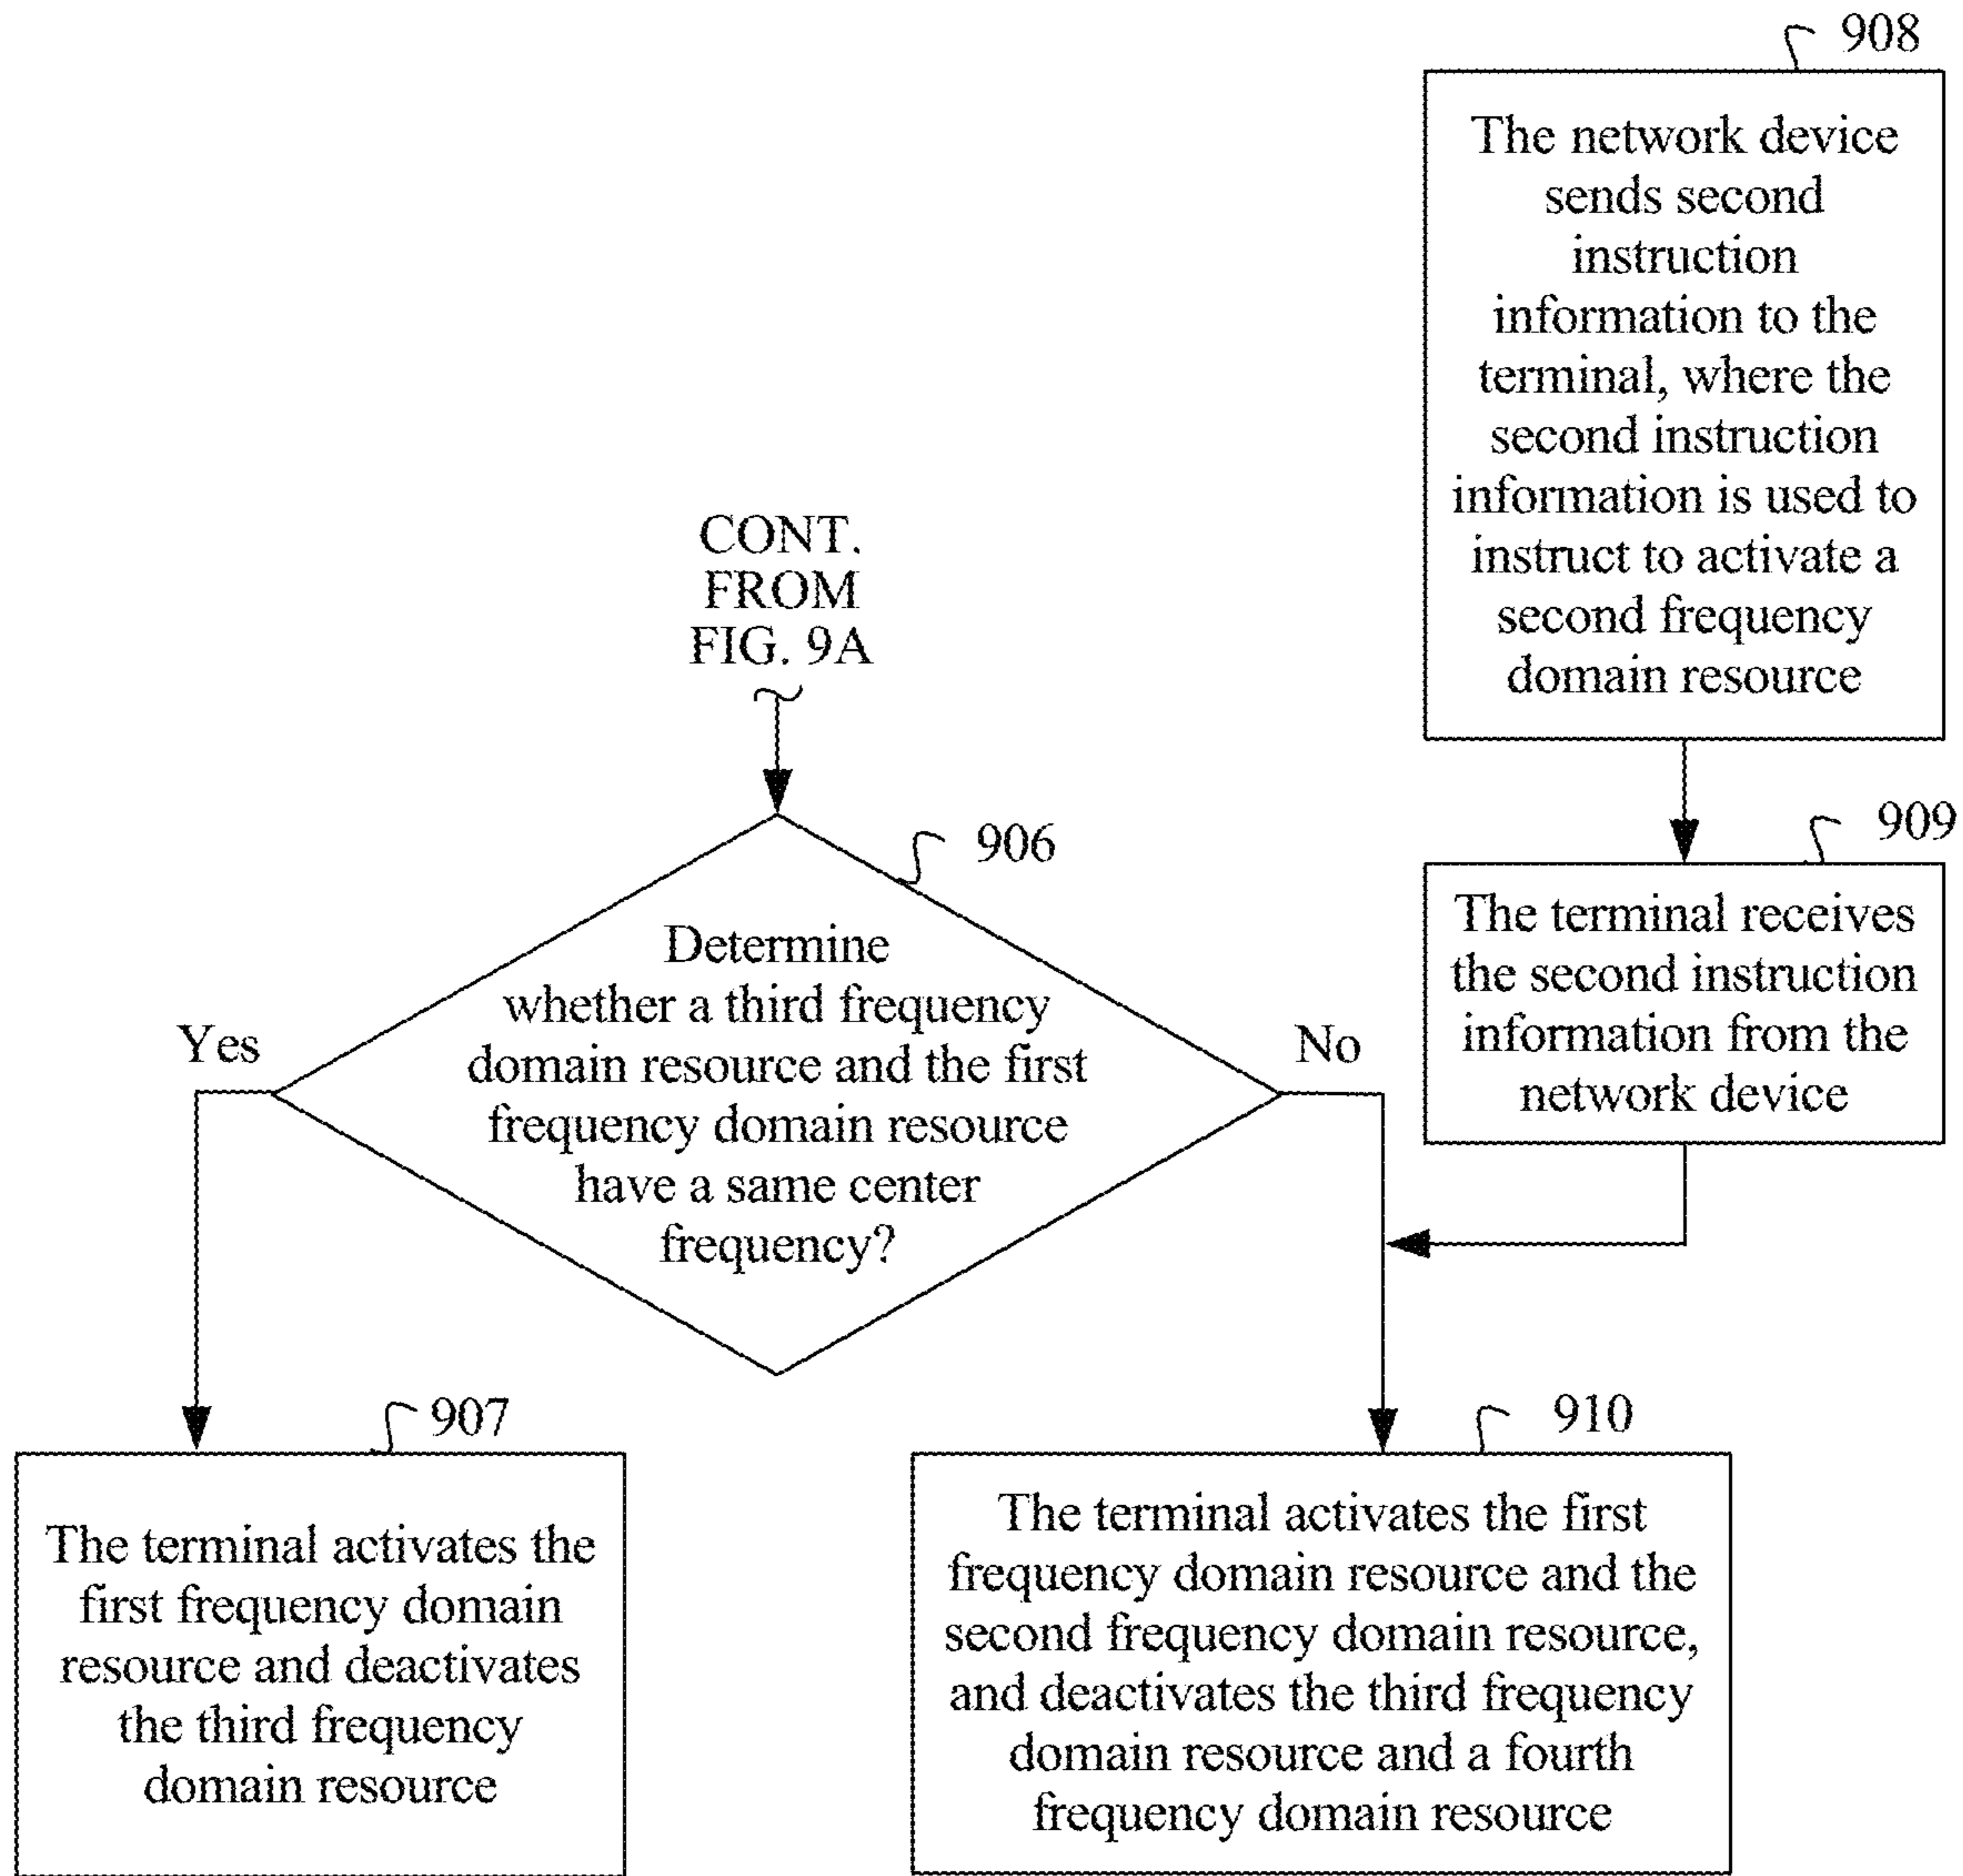 908
The network device
sends second
instruction
information to the
terminal, where the
second instruction
information is used to
instruct to activate a
second frequency
domain resource
CONT.
FROM
FIG. 9A
906
Determine
whether a third frequency
domain resource and the first
frequency domain resource
have a same center
frequency?
Yes
No
909
The terminal receives
the second instruction
information from the
network device
907
The terminal activates the
first frequency domain
resource and deactivates
the third frequency
domain resource
910
The terminal activates the first
frequency domain resource and the
second frequency domain resource,
and deactivates the third frequency
domain resource and a fourth
frequency domain resource